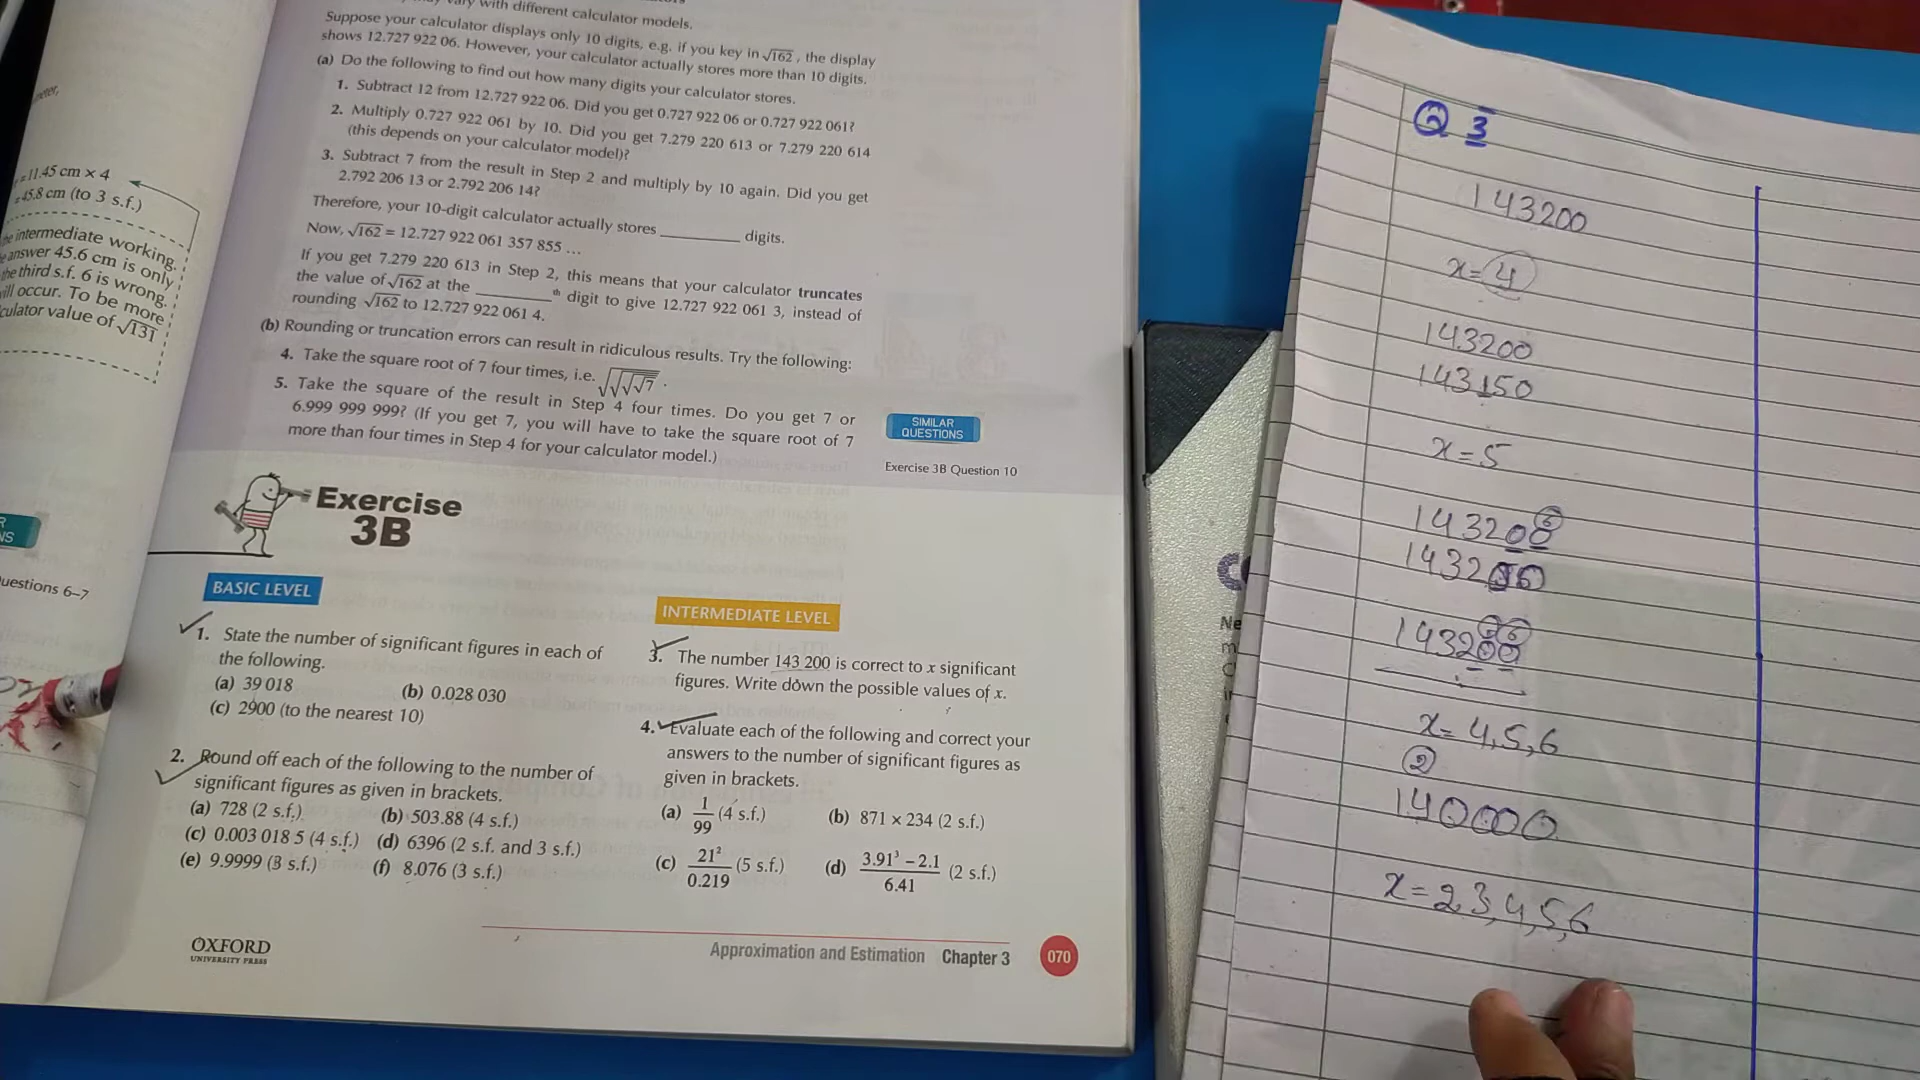 vary with different calculator models.
Suppose your calculator displays only 10 digits, e.g. if you key in √162, the display
shows 12.727 922 06. However, your calculator actually stores more than 10 digits.
(a) Do the following to find out how many digits your calculator stores.
1. Subtract 12 from 12.727 922 06. Did you get 0.727 922 06 or 0.727 922 061?
2. Multiply 0.727 922 061 by 10. Did you get 7.279 220 613 or 7.279 220 614
(this depends on your calculator model)?
3. Subtract 7 from the result in Step 2 and multiply by 10 again. Did you get
2.792 206 13 or 2.792 206 14?
Therefore, your 10-digit calculator actually stores ________ digits.
Now, √162 = 12.727 922 061 357 855 ...
If you get 7.279 220 613 in Step 2, this means that your calculator truncates
the value of √162 at the ________th digit to give 12.727 922 061 3, instead of
rounding √162 to 12.727 922 061 4.
(b) Rounding or truncation errors can result in ridiculous results. Try the following:
4. Take the square root of 7 four times, i.e. √√√√7 .
5. Take the square of the result in Step 4 four times. Do you get 7 or
6.999 999 999? (If you get 7, you will have to take the square root of 7
more than four times in Step 4 for your calculator model.)
SIMILAR
QUESTIONS
Exercise 3B Question 10
=11.45 cm × 4
=45.8 cm (to 3 s.f.)
intermediate working.
answer 45.6 cm is only
the third s.f. 6 is wrong.
will occur. To be more
culator value of √131
uestions 6–7
Exercise
3B
BASIC LEVEL
1. State the number of significant figures in each of
the following.
(a) 39 018 (b) 0.028 030
(c) 2900 (to the nearest 10)
2. Round off each of the following to the number of
significant figures as given in brackets.
(a) 728 (2 s.f.) (b) 503.88 (4 s.f.)
(c) 0.003 018 5 (4 s.f.) (d) 6396 (2 s.f. and 3 s.f.)
(e) 9.9999 (3 s.f.) (f) 8.076 (3 s.f.)
INTERMEDIATE LEVEL
3. The number 143 200 is correct to x significant
figures. Write down the possible values of x.
4. Evaluate each of the following and correct your
answers to the number of significant figures as
given in brackets.
(a) 1/99 (4 s.f.) (b) 871 × 234 (2 s.f.)
(c) 21²/0.219 (5 s.f.) (d) 3.91³ – 2.1/6.41 (2 s.f.)
OXFORD
UNIVERSITY PRESS
Approximation and Estimation Chapter 3 070
Q 3
143200
x=4
143200
143150
x=5
143200
6
1432
143200
x= 4,5,6
2
140000
x=2 3,4,5,6